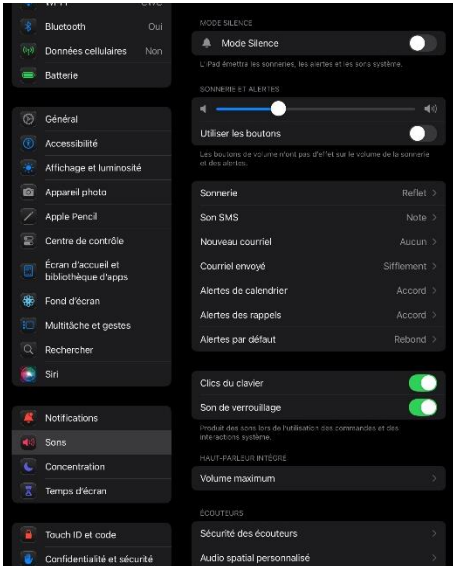 Wi-Fi
Bluetooth Oui
Données cellulaires Non
Batterie
Général
Accessibilité
Affichage et luminosité
Appareil photo
Apple Pencil
Centre de contrôle
Écran d'accueil et
bibliothèque d'apps
Fond d'écran
Multitâche et gestes
Rechercher
Siri
Notifications
Sons
Concentration
Temps d'écran
Touch ID et code
Confidentialité et sécurité
MODE SILENCE
Mode Silence
L'iPad émettra les sonneries, les alertes et les sons système.
SONNERIE ET ALERTES
Utiliser les boutons
Les boutons de volume n'ont pas d'effet sur le volume de la sonnerie
et des alertes.
Sonnerie Reflet
Son SMS Note
Nouveau courriel Aucun
Courriel envoyé Sifflement
Alertes de calendrier Accord
Alertes des rappels Accord
Alertes par défaut Rebond
Clics du clavier
Son de verrouillage
Produit des sons lors de l'utilisation des commandes et des
interactions système.
HAUT-PARLEUR INTÉGRÉ
Volume maximum
ÉCOUTEURS
Sécurité des écouteurs
Audio spatial personnalisé